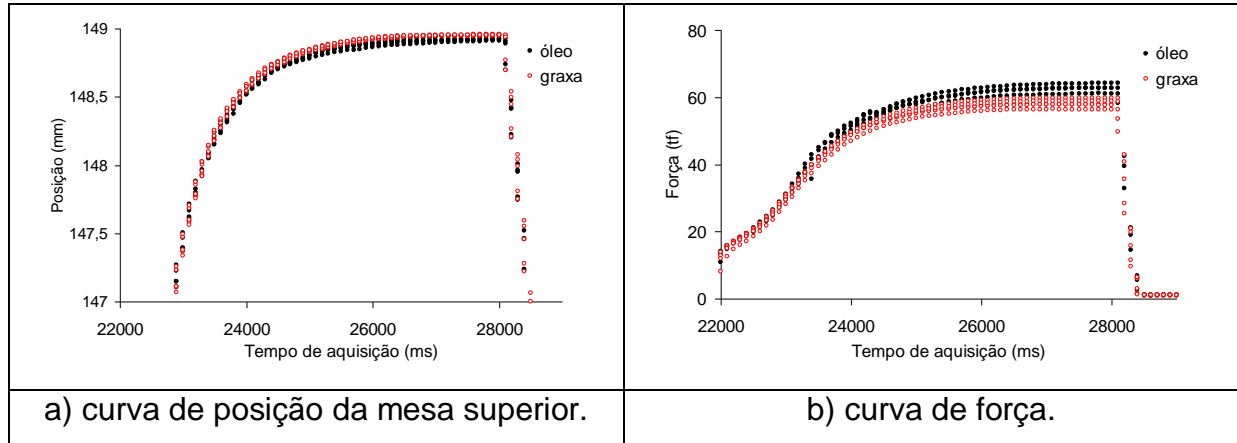 149
148,5
148
147,5
147
Posição (mm)
22000 24000 26000 28000
Tempo de aquisição (ms)
óleo
graxa
80
60
40
20
0
Força (tf)
22000 24000 26000 28000
Tempo de aquisição (ms)
óleo
graxa
a) curva de posição da mesa superior.
b) curva de força.